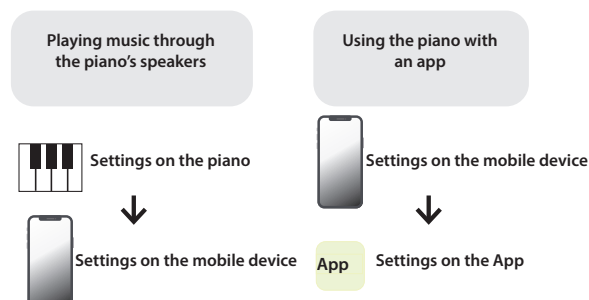 Playing music through
the piano’s speakers
Settings on the piano
Settings on the mobile device
Using the piano with
an app
Settings on the mobile device
App
Settings on the App